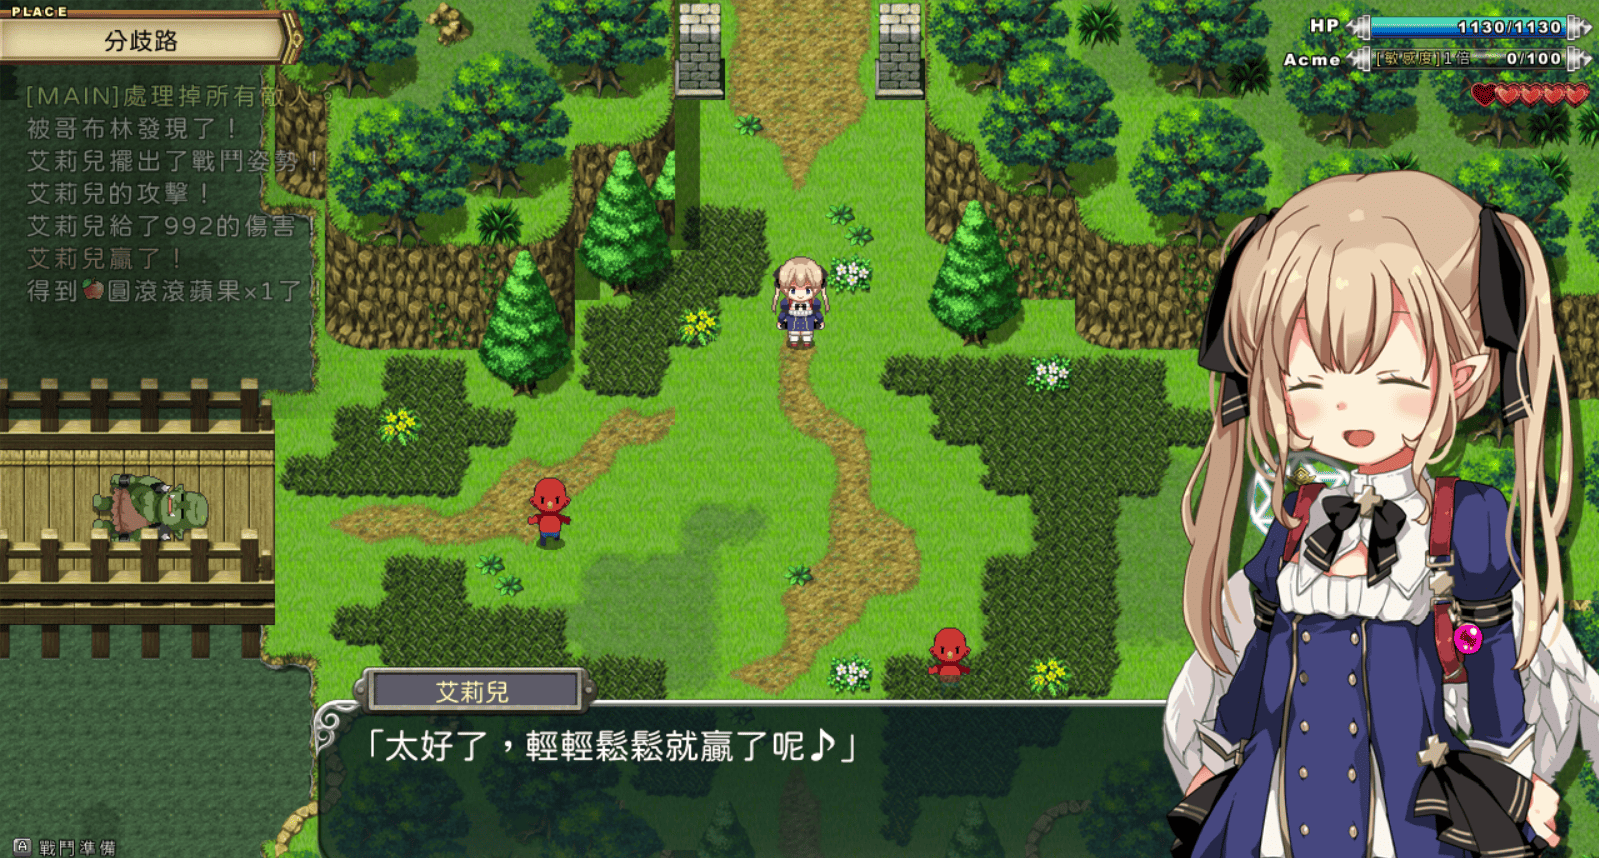 PLACE
分歧路
HP 1130/1130
Acme [敏感度]1倍 0/100
[MAIN]處理掉所有敵人。
被哥布林發現了！
艾莉兒擺出了戰鬥姿勢！
艾莉兒的攻擊！
艾莉兒給了992的傷害！
艾莉兒贏了！
得到圓滾滾蘋果×1了！
艾莉兒
「太好了，輕輕鬆鬆就贏了呢♪」
A 戰鬥準備